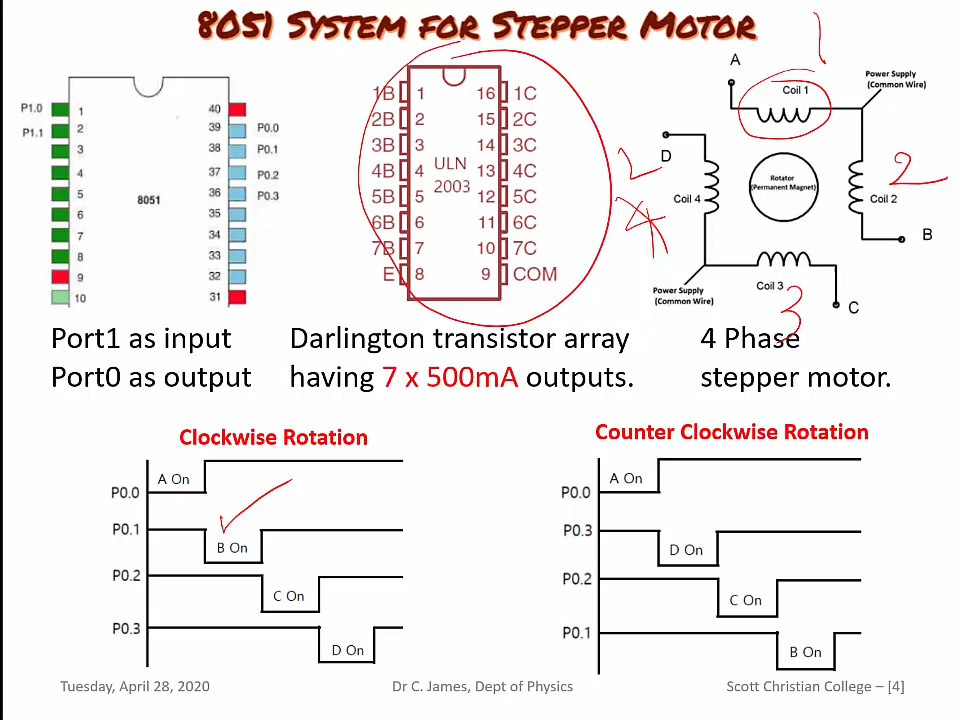 8051 System for Stepper Motor
P1.0
P1.1
1
2
3
4
5
6
7
8
9
10
8051
40
39
38
37
36
35
34
33
32
31
P0.0
P0.1
P0.2
P0.3
1B 1 16 1C
2B 2 15 2C
3B 3 14 3C
4B 4 13 4C
5B 5 12 5C
6B 6 11 6C
7B 7 10 7C
E 8 9 COM
ULN
2003
1
A
Coil 1
Power Supply
(Common Wire)
D
Rotator
(Permanent Magnet)
Coil 4
Coil 2
2
B
Power Supply
(Common Wire)
Coil 3
C
3
Port1 as input
Port0 as output
Darlington transistor array
having 7 x 500mA outputs.
4 Phase
stepper motor.
Clockwise Rotation
P0.0 A On
P0.1 B On
P0.2 C On
P0.3 D On
Counter Clockwise Rotation
P0.0 A On
P0.3 D On
P0.2 C On
P0.1 B On
Tuesday, April 28, 2020
Dr C. James, Dept of Physics
Scott Christian College – [4]